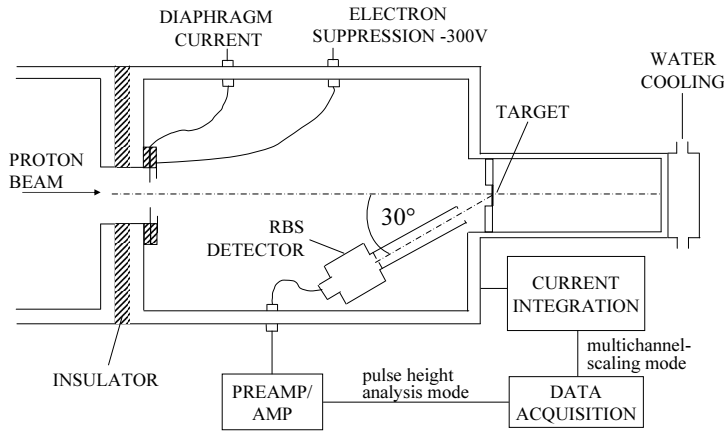 DIAPHRAGM
CURRENT
ELECTRON
SUPPRESSION -300V
WATER
COOLING
TARGET
PROTON
BEAM
30°
RBS
DETECTOR
CURRENT
INTEGRATION
multichannel-
scaling mode
INSULATOR
PREAMP/
AMP
pulse height
analysis mode
DATA
ACQUISITION